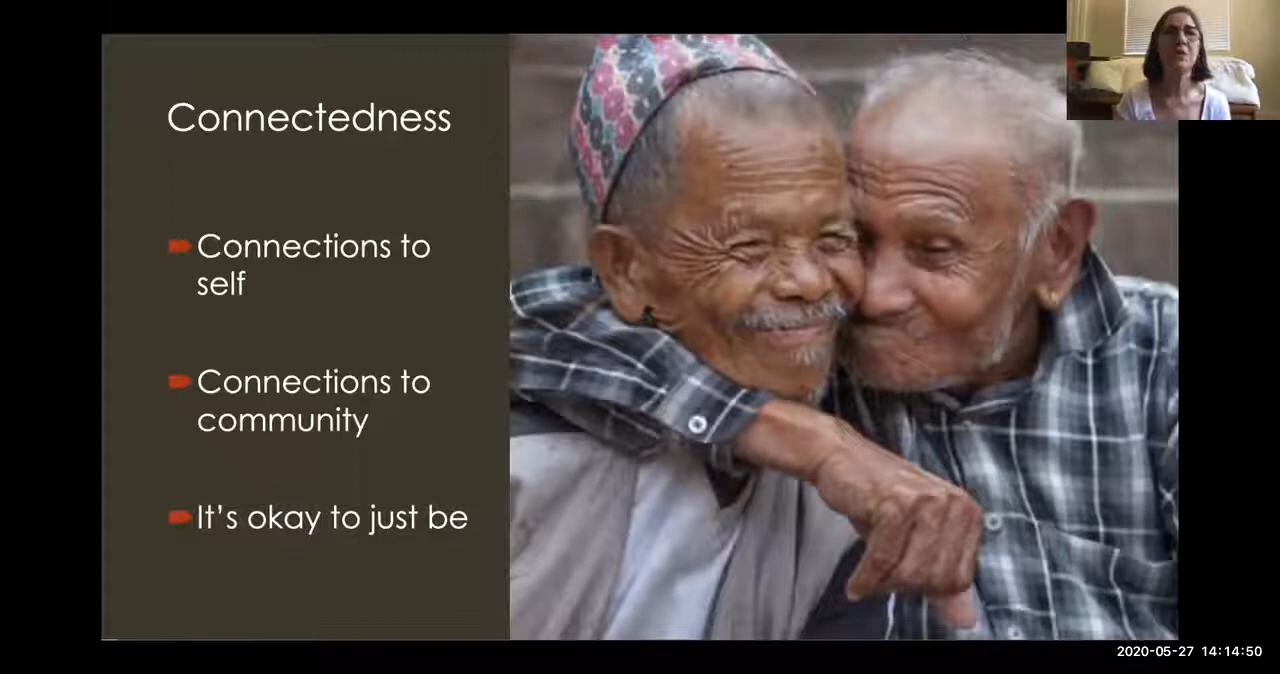 Connectedness
Connections to
self
Connections to
community
It's okay to just be
2020-05-27 14:14:50